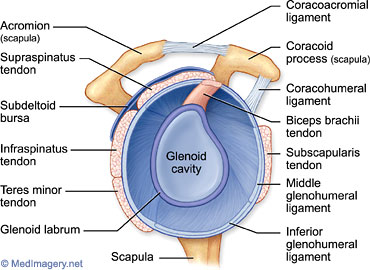 Acromion
(scapula)
Supraspinatus
tendon
Subdeltoid
bursa
Infraspinatus
tendon
Teres minor
tendon
Glenoid labrum
Glenoid
cavity
Scapula
Coracoacromial
ligament
Coracoid
process (scapula)
Coracohumeral
ligament
Biceps brachii
tendon
Subscapularis
tendon
Middle
glenohumeral
ligament
Inferior
glenohumeral
ligament
© MedImagery.net